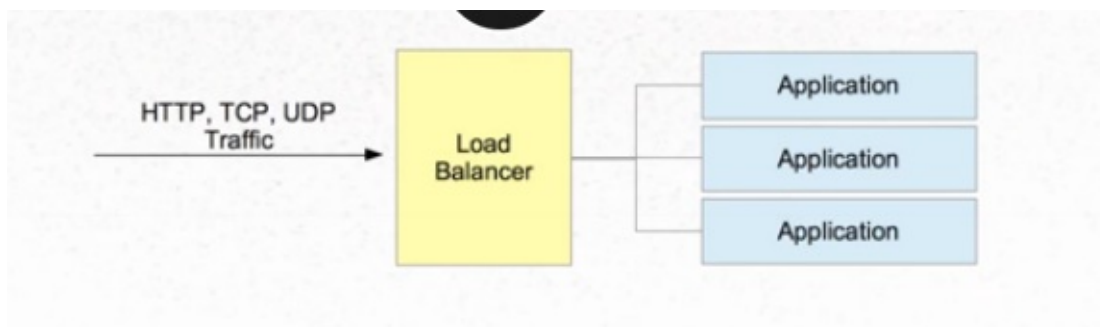 HTTP, TCP, UDP
Traffic
Load
Balancer
Application
Application
Application